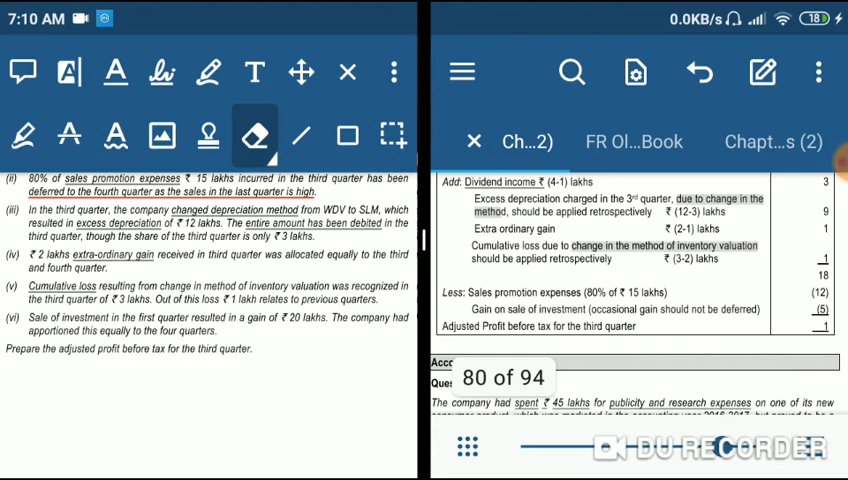 7:10 AM
0.0KB/s
18
T
A
A
A
A
Ch...2)
FR Ol...Book
Chapt...s (2)
(ii) 80% of sales promotion expenses ₹ 15 lakhs incurred in the third quarter has been
deferred to the fourth quarter as the sales in the last quarter is high.
(iii) In the third quarter, the company changed depreciation method from WDV to SLM, which
resulted in excess depreciation of ₹ 12 lakhs. The entire amount has been debited in the
third quarter, though the share of the third quarter is only ₹ 3 lakhs.
(iv) ₹ 2 lakhs extra-ordinary gain received in third quarter was allocated equally to the third
and fourth quarter.
(v) Cumulative loss resulting from change in method of inventory valuation was recognized in
the third quarter of ₹ 3 lakhs. Out of this loss ₹ 1 lakh relates to previous quarters.
(vi) Sale of investment in the first quarter resulted in a gain of ₹ 20 lakhs. The company had
apportioned this equally to the four quarters.
Prepare the adjusted profit before tax for the third quarter.
Add: Dividend income ₹ (4-1) lakhs 3
Excess depreciation charged in the 3rd quarter, due to change in the
method, should be applied retrospectively ₹ (12-3) lakhs 9
Extra ordinary gain ₹ (2-1) lakhs 1
Cumulative loss due to change in the method of inventory valuation
should be applied retrospectively ₹ (3-2) lakhs 1
18
Less: Sales promotion expenses (80% of ₹ 15 lakhs) (12)
Gain on sale of investment (occasional gain should not be deferred) (5)
Adjusted Profit before tax for the third quarter 1
80 of 94
The company had spent ₹ 45 lakhs for publicity and research expenses on one of its new
DU RECORDER